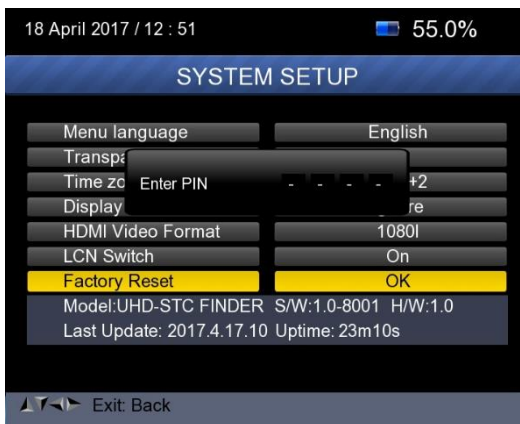 18 April 2017 / 12 : 51 55.0%
SYSTEM SETUP
Menu language English
Transpa
Time zo +2
Enter PIN - - - -
Display re
HDMI Video Format 1080I
LCN Switch On
Factory Reset OK
Model:UHD-STC FINDER S/W:1.0-8001 H/W:1.0
Last Update: 2017.4.17.10 Uptime: 23m10s
Exit: Back